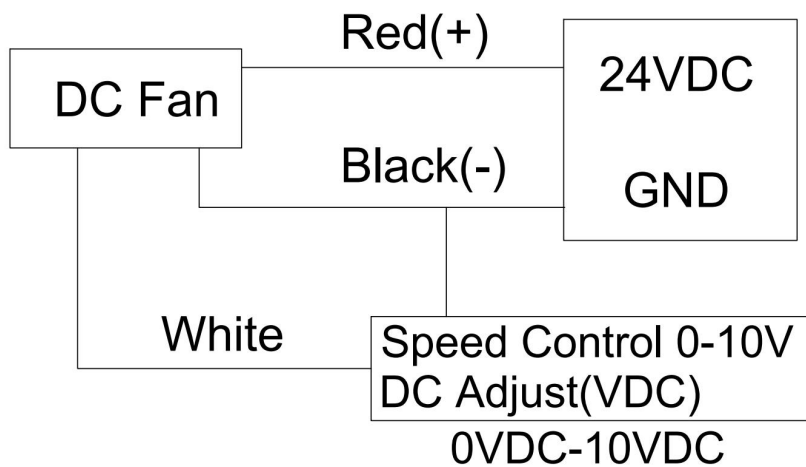 Red(+)
24VDC
DC Fan
Black(-)
GND
White
Speed Control 0-10V
DC Adjust(VDC)
0VDC-10VDC